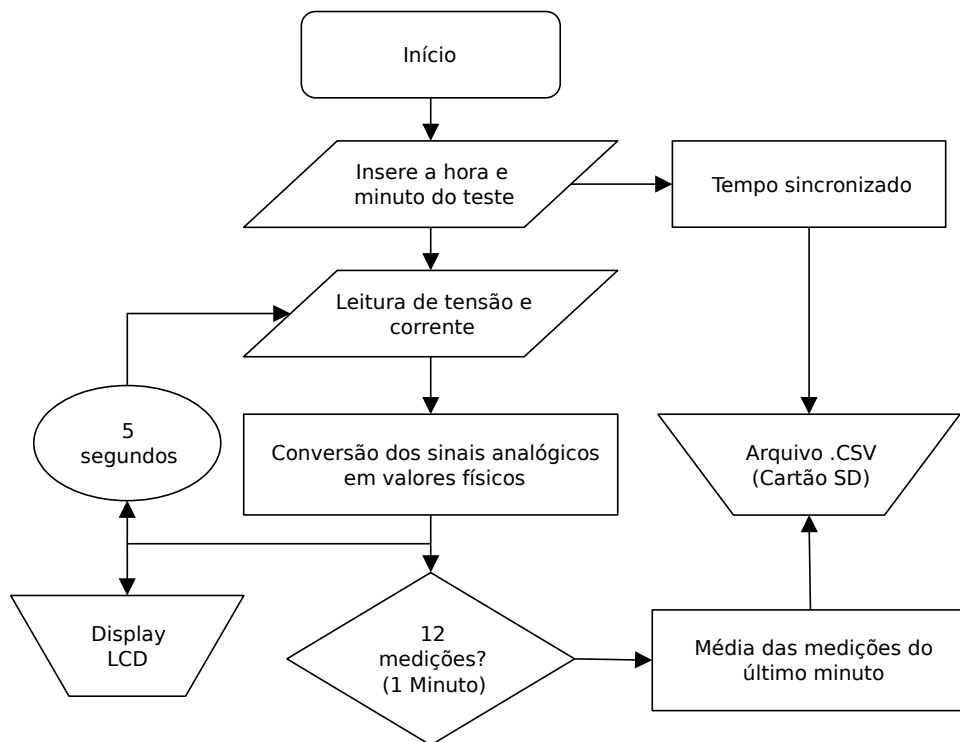 Início
Insere a hora e
minuto do teste
Tempo sincronizado
Leitura de tensão e
corrente
5
segundos
Conversão dos sinais analógicos
em valores físicos
Arquivo .CSV
(Cartão SD)
Display
LCD
12
medições?
(1 Minuto)
Média das medições do
último minuto